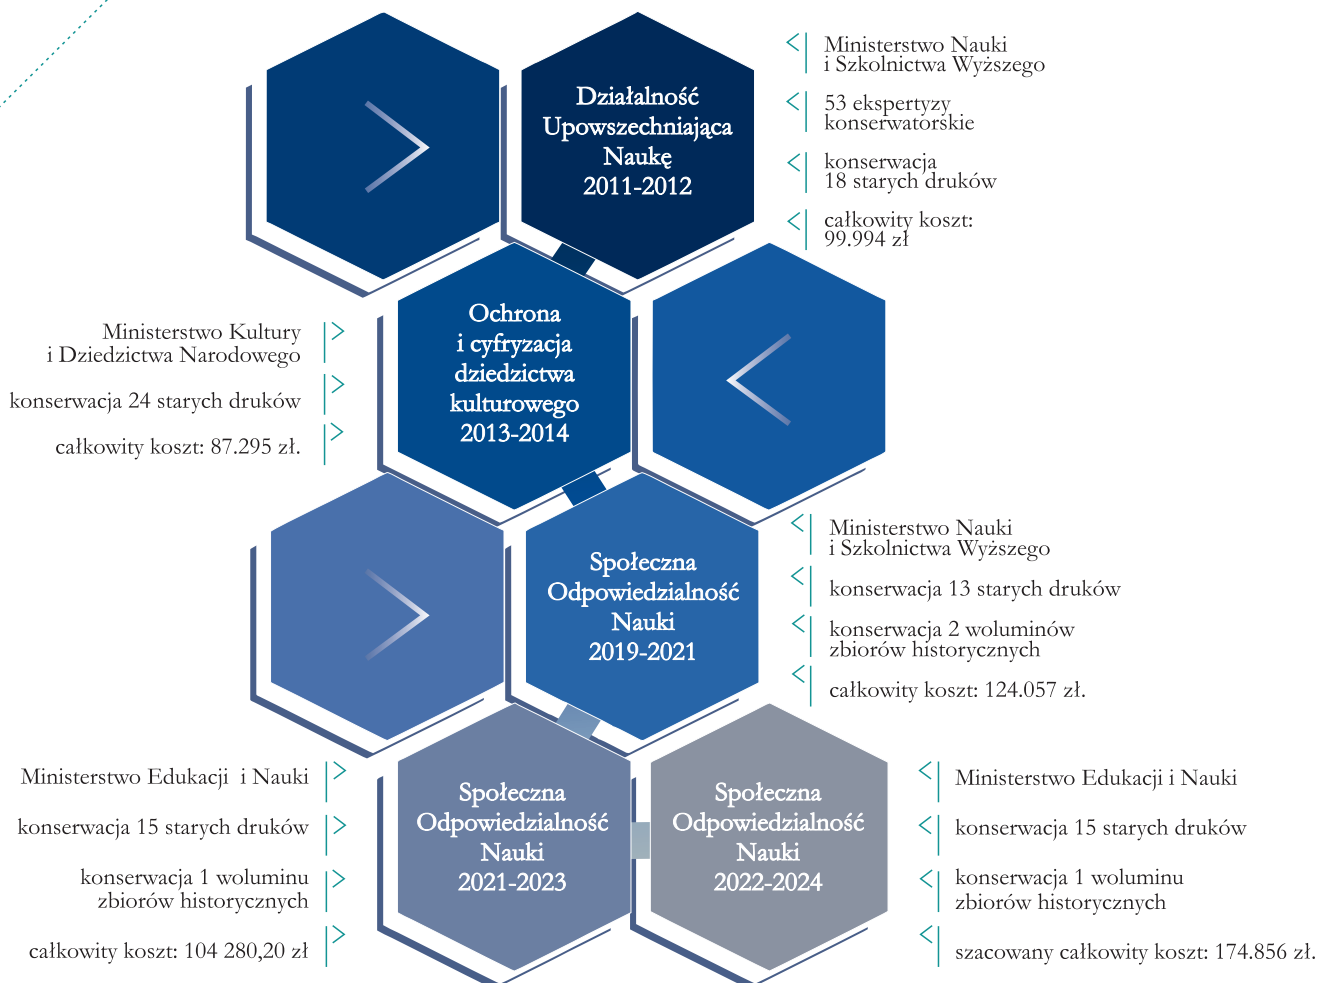 Działalność
Upowszechniająca
Naukę
2011-2012
Ministerstwo Nauki
i Szkolnictwa Wyższego
53 ekspertyzy
konserwatorskie
konserwacja
18 starych druków
całkowity koszt:
99.994 zł
Ochrona
i cyfryzacja
dziedzictwa
kulturowego
2013-2014
Ministerstwo Kultury
i Dziedzictwa Narodowego
konserwacja 24 starych druków
całkowity koszt: 87.295 zł.
Społeczna
Odpowiedzialność
Nauki
2019-2021
Ministerstwo Nauki
i Szkolnictwa Wyższego
konserwacja 13 starych druków
konserwacja 2 woluminów
zbiorów historycznych
całkowity koszt: 124.057 zł.
Społeczna
Odpowiedzialność
Nauki
2021-2023
Ministerstwo Edukacji i Nauki
konserwacja 15 starych druków
konserwacja 1 woluminu
zbiorów historycznych
całkowity koszt: 104 280,20 zł
Społeczna
Odpowiedzialność
Nauki
2022-2024
Ministerstwo Edukacji i Nauki
konserwacja 15 starych druków
konserwacja 1 woluminu
zbiorów historycznych
szacowany całkowity koszt: 174.856 zł.